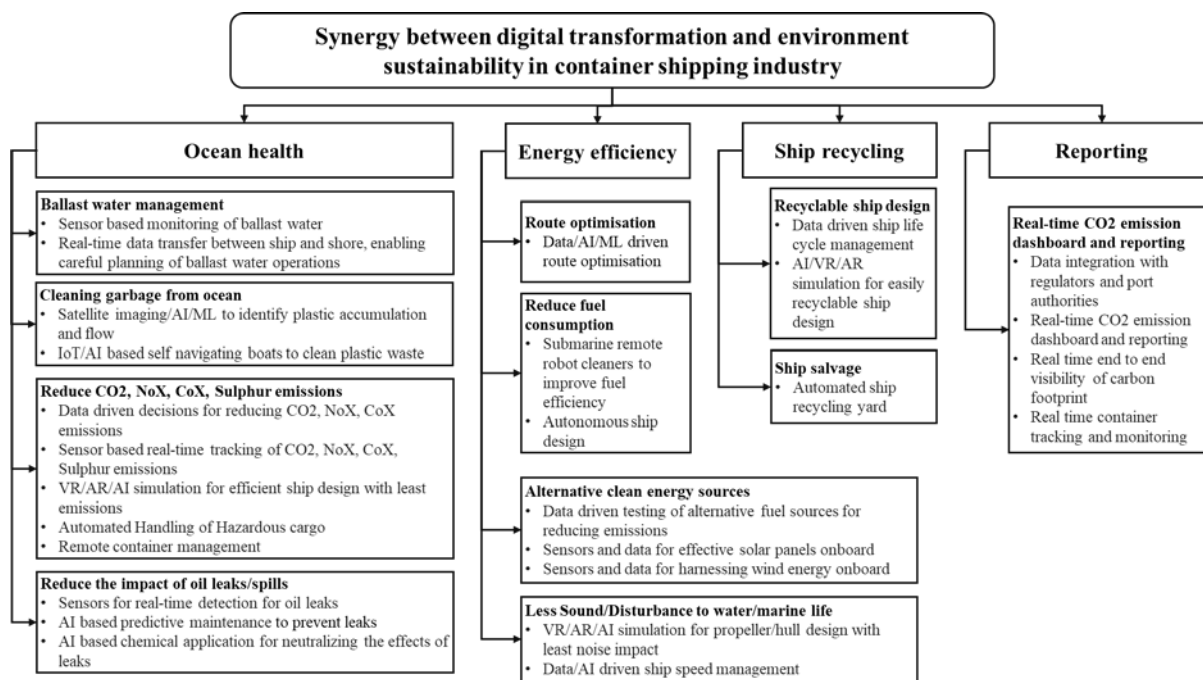 Synergy between digital transformation and environment
sustainability in container shipping industry
Ocean health
Ballast water management
• Sensor based monitoring of ballast water
• Real-time data transfer between ship and shore, enabling
careful planning of ballast water operations
Cleaning garbage from ocean
• Satellite imaging/AI/ML to identify plastic accumulation
and flow
• IoT/AI based self navigating boats to clean plastic waste
Reduce CO2, NoX, CoX, Sulphur emissions
• Data driven decisions for reducing CO2, NoX, CoX
emissions
• Sensor based real-time tracking of CO2, NoX, CoX,
Sulphur emissions
• VR/AR/AI simulation for efficient ship design with least
emissions
• Automated Handling of Hazardous cargo
• Remote container management
Reduce the impact of oil leaks/spills
• Sensors for real-time detection for oil leaks
• AI based predictive maintenance to prevent leaks
• AI based chemical application for neutralizing the effects of
leaks
Energy efficiency
Route optimisation
• Data/AI/ML driven
route optimisation
Reduce fuel
consumption
• Submarine remote
robot cleaners to
improve fuel
efficiency
• Autonomous ship
design
Alternative clean energy sources
• Data driven testing of alternative fuel sources for
reducing emissions
• Sensors and data for effective solar panels onboard
• Sensors and data for harnessing wind energy onboard
Less Sound/Disturbance to water/marine life
• VR/AR/AI simulation for propeller/hull design with
least noise impact
• Data/AI driven ship speed management
Ship recycling
Recyclable ship design
• Data driven ship life
cycle management
• AI/VR/AR
simulation for easily
recyclable ship
design
Ship salvage
• Automated ship
recycling yard
Reporting
Real-time CO2 emission
dashboard and reporting
• Data integration with
regulators and port
authorities
• Real-time CO2 emission
dashboard and reporting
• Real time end to end
visibility of carbon
footprint
• Real time container
tracking and monitoring